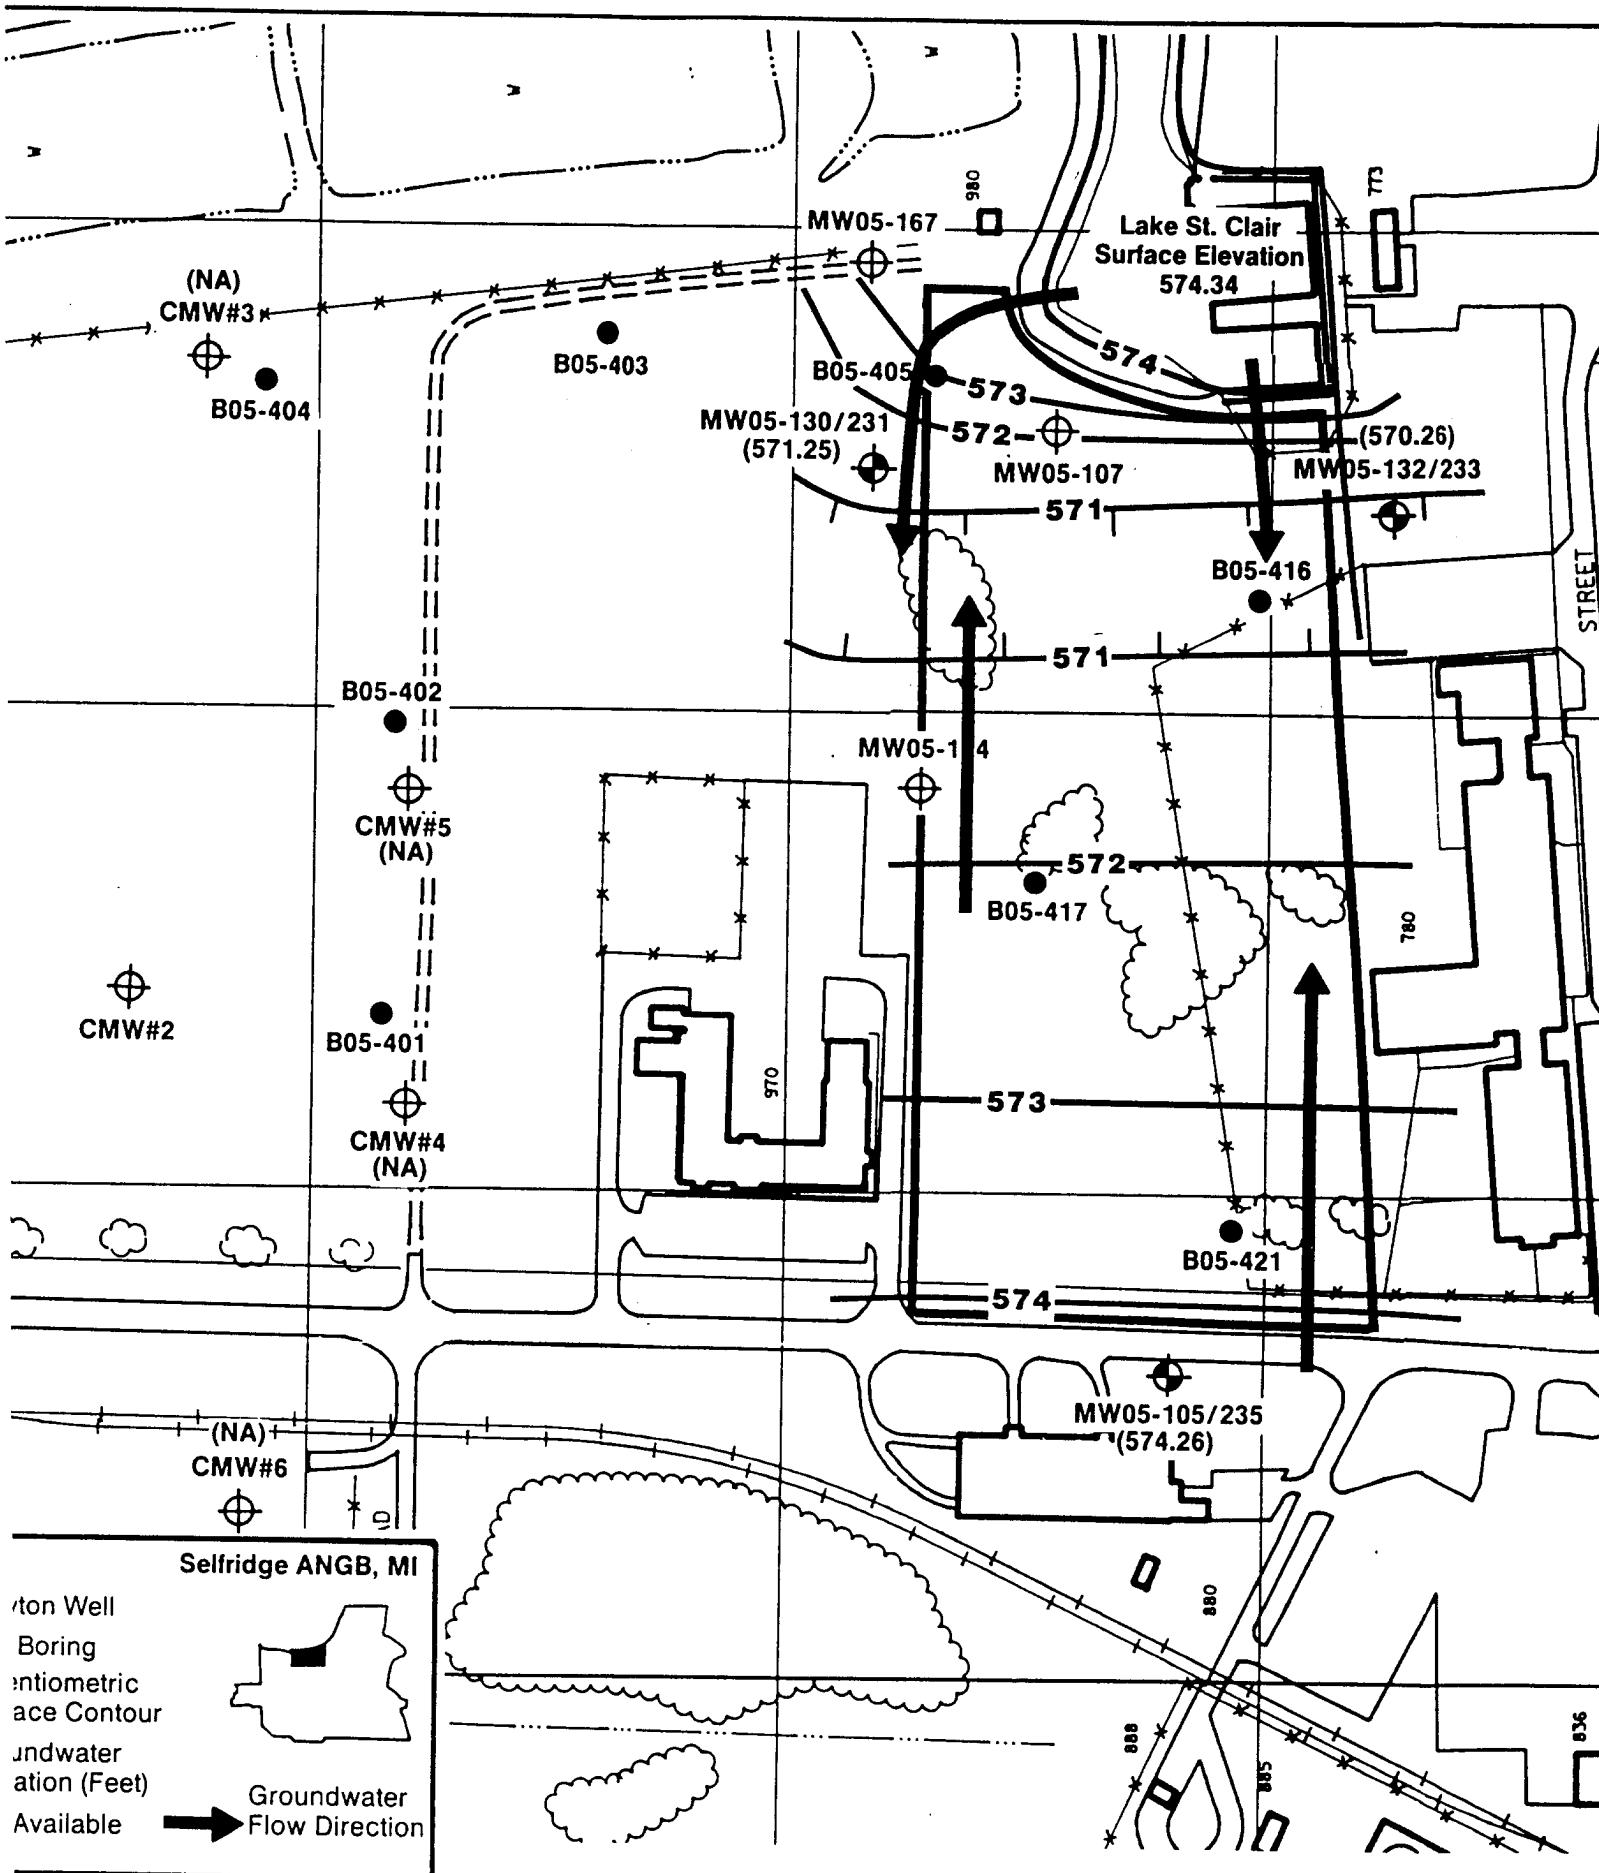 980
773
MW05-167
Lake St. Clair
Surface Elevation
574.34
(NA)
CMW#3
B05-403
B05-404
574
B05-405
573
MW05-130/231
(571.25)
572
MW05-107
(570.26)
MW05-132/233
571
B05-416
STREET
571
B05-402
MW05-1 4
CMW#5
(NA)
572
B05-417
780
CMW#2
B05-401
970
573
CMW#4
(NA)
B05-421
574
MW05-105/235
(574.26)
(NA)
CMW#6
Selfridge ANGB, MI
Well
Boring
Contour
(Feet)
Available
Groundwater
Flow Direction
880
888
885
836